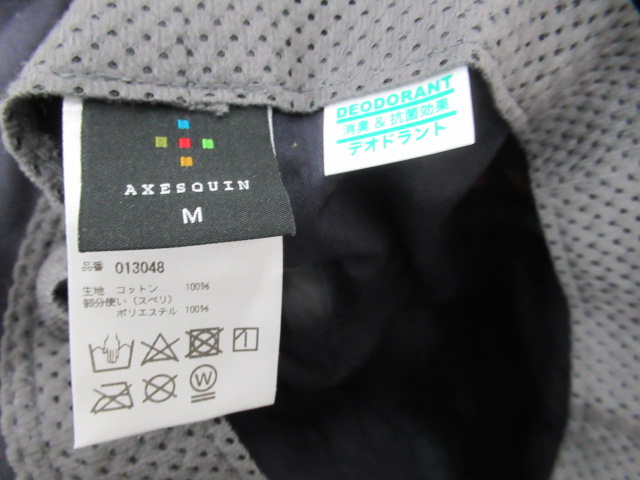 AXESQUIN
M
品番 013048
生地 コットン 100%
部分使い（スベリ）
ポリエステル 100%
W
DEODORANT
消臭 & 抗菌効果
テオドラント